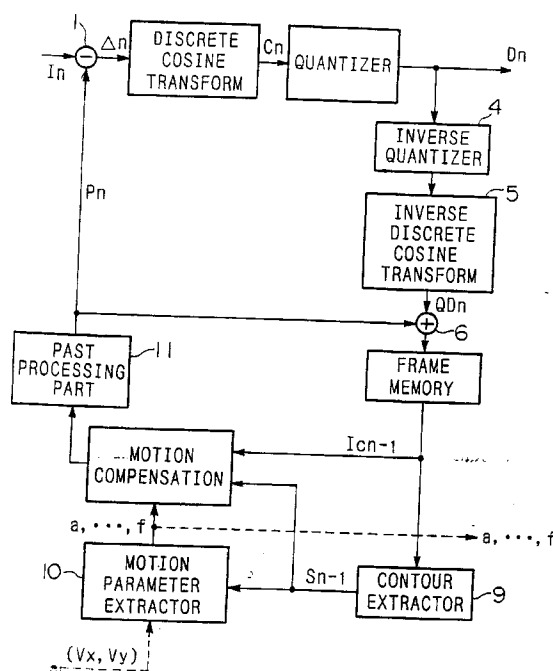 1
In
Δn
DISCRETE
COSINE
TRANSFORM
Cn
QUANTIZER
Dn
4
INVERSE
QUANTIZER
5
INVERSE
DISCRETE
COSINE
TRANSFORM
Pn
QDn
6
11
PAST
PROCESSING
PART
FRAME
MEMORY
MOTION
COMPENSATION
Icn-1
a, ···, f
a, ···, f
10
MOTION
PARAMETER
EXTRACTOR
Sn-1
CONTOUR
EXTRACTOR
9
(Vx, Vy)